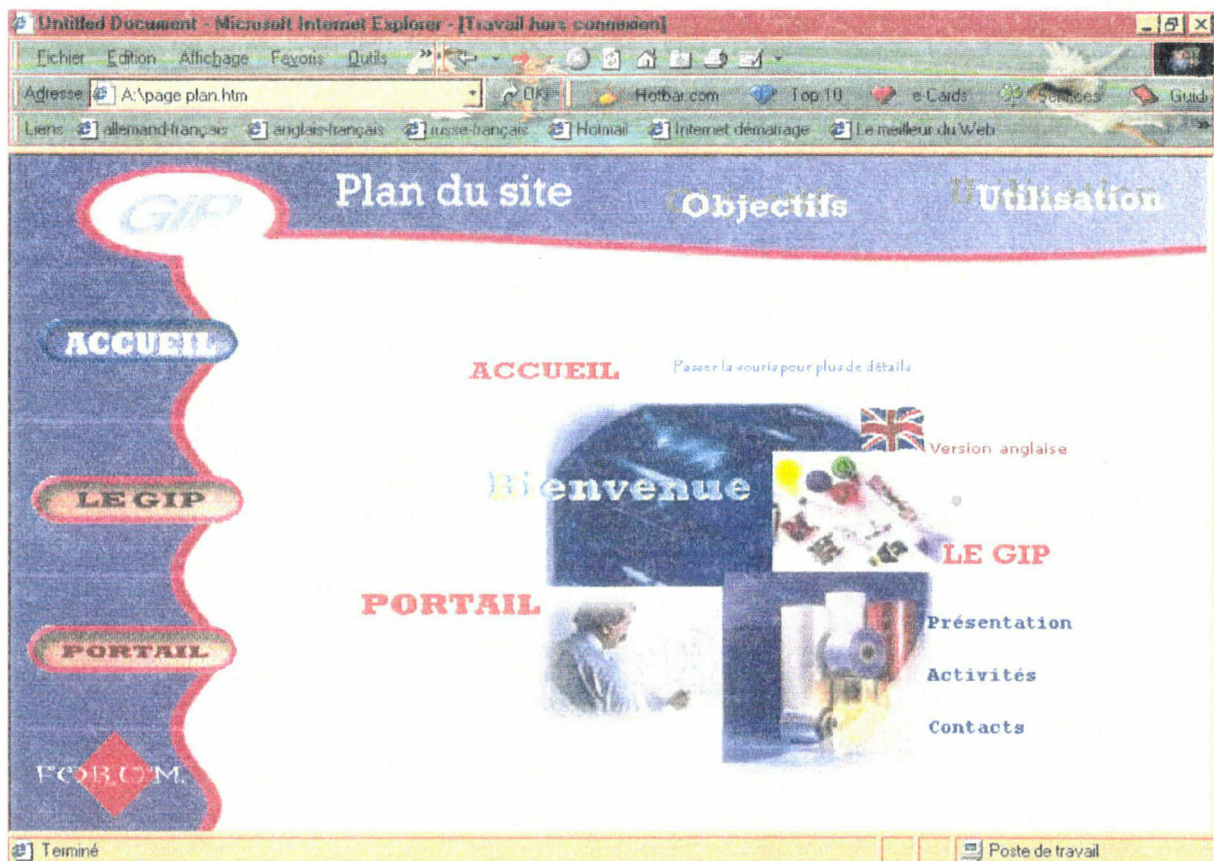 Untitled Document - Microsoft Internet Explorer - [Travail hors connexion]
Fichier Edition Affichage Favoris Outils »
Adresse A:\page plan.htm OK Hotbar.com Top 10 e-Cards Guid
Liens allemand-français anglais-français russe-français Hotmail Internet démarrage Le meilleur du Web »
GIP Plan du site Objectifs Utilisation
ACCUEIL
ACCUEIL Passer la souris pour plus de détails
Version anglaise
Bienvenue
LE GIP
LE GIP
PORTAIL
Présentation
PORTAIL
Activités
Contacts
FOR.COM.
Terminé Poste de travail